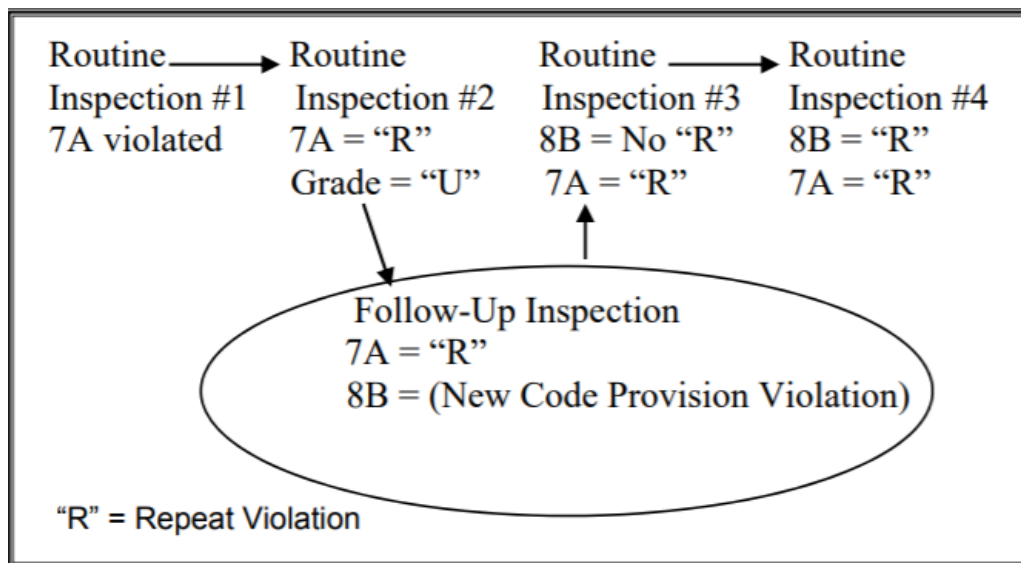 Routine Routine Routine Routine
Inspection #1 Inspection #2 Inspection #3 Inspection #4
7A violated 7A = “R” 8B = No “R” 8B = “R”
Grade = “U” 7A = “R” 7A = “R”
Follow-Up Inspection
7A = “R”
8B = (New Code Provision Violation)
“R” = Repeat Violation